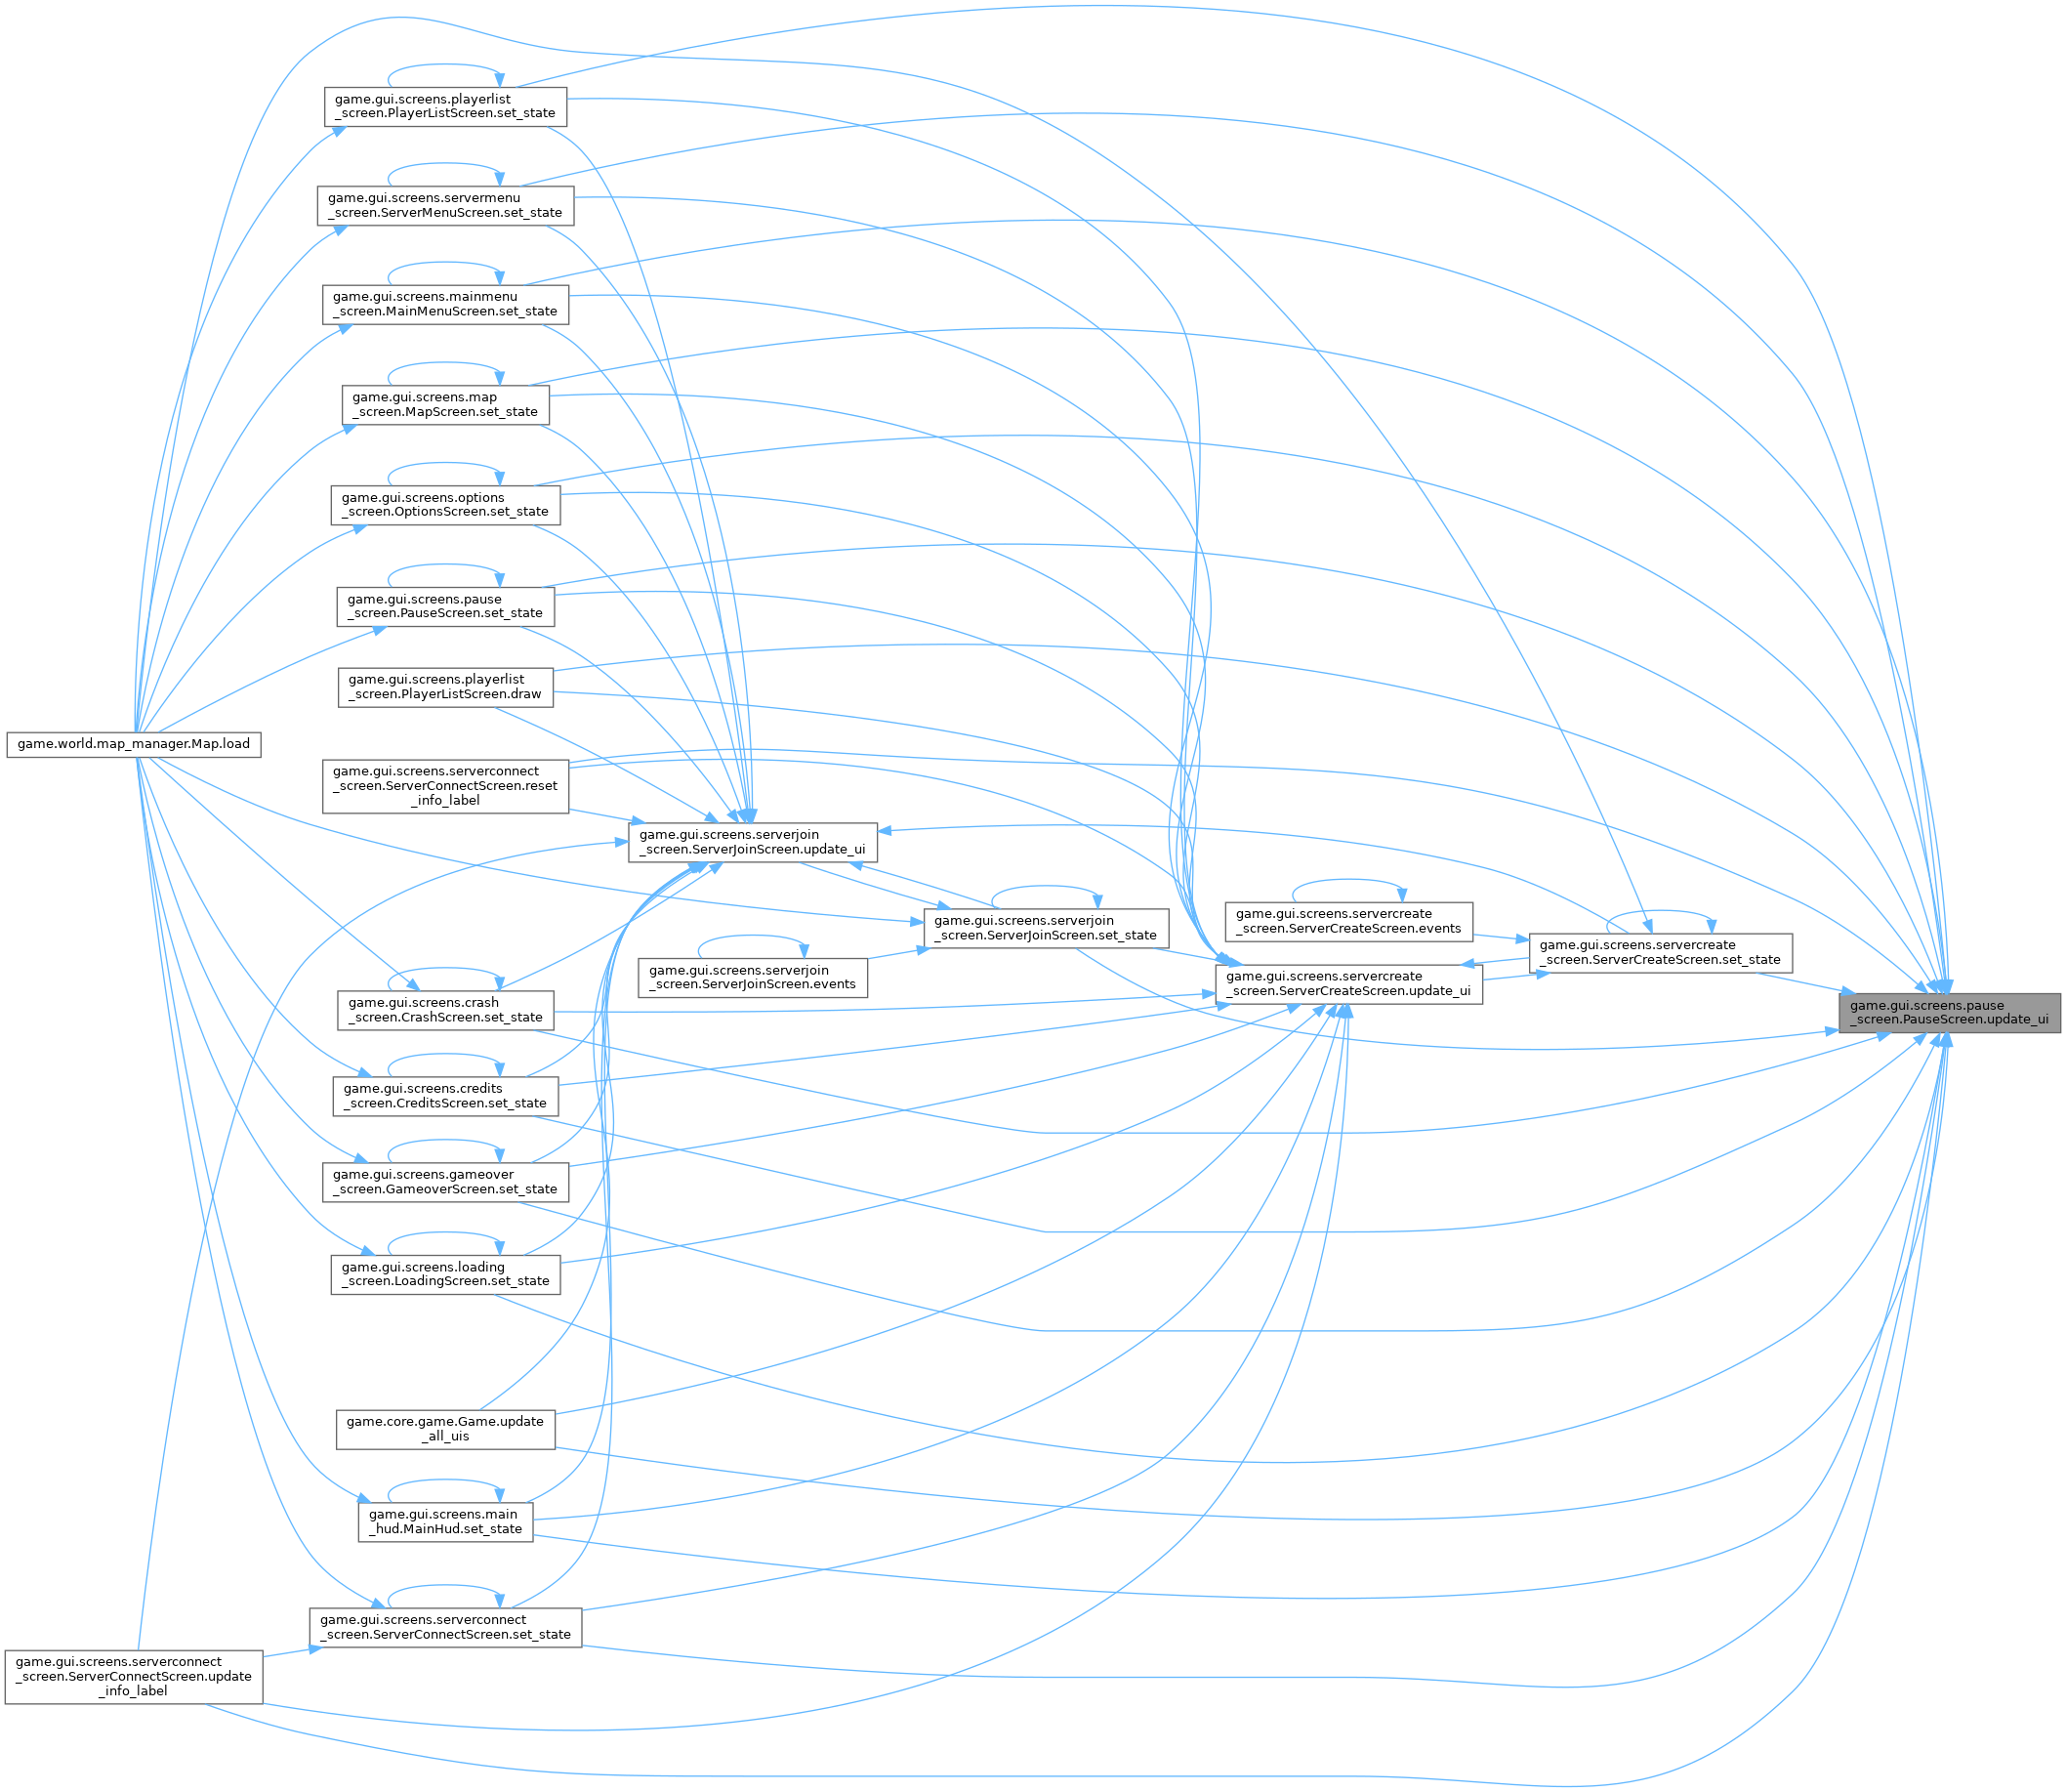 game.gui.screens.playerlist
_screen.PlayerListScreen.set_state
game.gui.screens.servermenu
_screen.ServerMenuScreen.set_state
game.gui.screens.mainmenu
_screen.MainMenuScreen.set_state
game.gui.screens.map
_screen.MapScreen.set_state
game.gui.screens.options
_screen.OptionsScreen.set_state
game.gui.screens.pause
_screen.PauseScreen.set_state
game.gui.screens.playerlist
_screen.PlayerListScreen.draw
game.world.map_manager.Map.load
game.gui.screens.serverconnect
_screen.ServerConnectScreen.reset
_info_label
game.gui.screens.serverjoin
_screen.ServerJoinScreen.update_ui
game.gui.screens.serverjoin
_screen.ServerJoinScreen.set_state
game.gui.screens.servercreate
_screen.ServerCreateScreen.events
game.gui.screens.servercreate
_screen.ServerCreateScreen.set_state
game.gui.screens.serverjoin
_screen.ServerJoinScreen.events
game.gui.screens.servercreate
_screen.ServerCreateScreen.update_ui
game.gui.screens.pause
_screen.PauseScreen.update_ui
game.gui.screens.crash
_screen.CrashScreen.set_state
game.gui.screens.credits
_screen.CreditsScreen.set_state
game.gui.screens.gameover
_screen.GameoverScreen.set_state
game.gui.screens.loading
_screen.LoadingScreen.set_state
game.core.game.Game.update
_all_uis
game.gui.screens.main
_hud.MainHud.set_state
game.gui.screens.serverconnect
_screen.ServerConnectScreen.set_state
game.gui.screens.serverconnect
_screen.ServerConnectScreen.update
_info_label